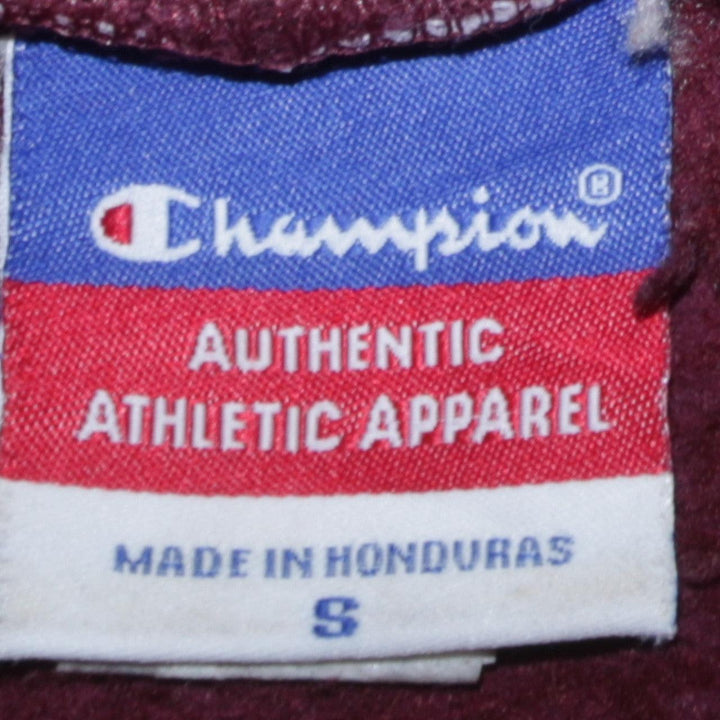 Champion®
AUTHENTIC
ATHLETIC APPAREL
MADE IN HONDURAS
S